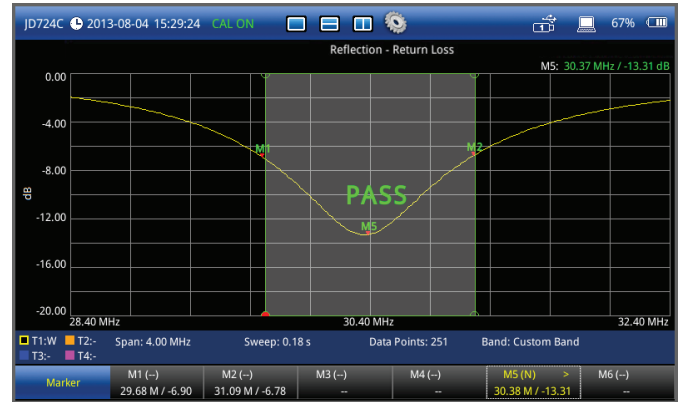 JD724C 2013-08-04 15:29:24 CAL ON 67%
Reflection - Return Loss
M5: 30.37 MHz / -13.31 dB
0.00
-4.00
-8.00
-12.00
-16.00
-20.00
dB
M1
M2
PASS
M5
28.40 MHz 30.40 MHz 32.40 MHz
T1:W T2:- Span: 4.00 MHz Sweep: 0.18 s Data Points: 251 Band: Custom Band
T3:- T4:-
Marker
M1 (--) M2 (--) M3 (--) M4 (--) M5 (N) > M6 (--)
29.68 M / -6.90 31.09 M / -6.78 -- -- 30.38 M / -13.31 --